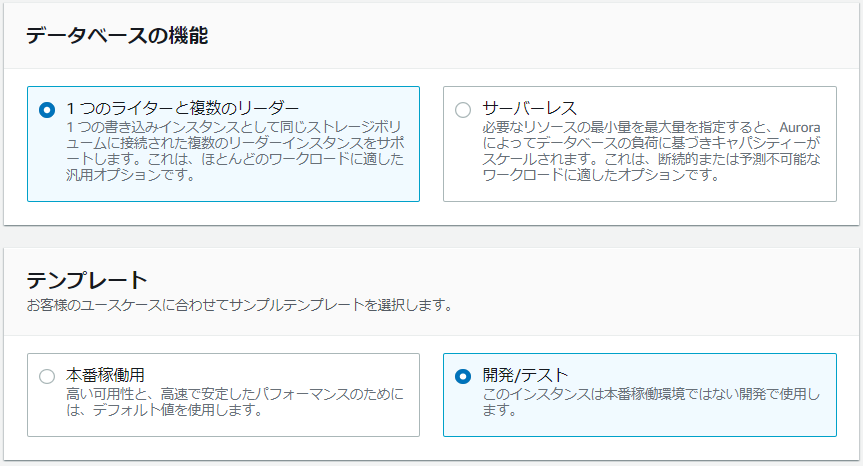 データベースの機能
1 つのライターと複数のリーダー
1 つの書き込みインスタンスとして同じストレージボリ
ュームに接続された複数のリーダーインスタンスをサポ
ートします。これは、ほとんどのワークロードに適した
汎用オプションです。
サーバーレス
必要なリソースの最小量を最大量を指定すると、Aurora
によってデータベースの負荷に基づきキャパシティーが
スケールされます。これは、断続的または予測不可能な
ワークロードに適したオプションです。
テンプレート
お客様のユースケースに合わせてサンプルテンプレートを選択します。
本番稼働用
高い可用性と、高速で安定したパフォーマンスのために
は、デフォルト値を使用します。
開発/テスト
このインスタンスは本番稼働環境ではない開発で使用し
ます。